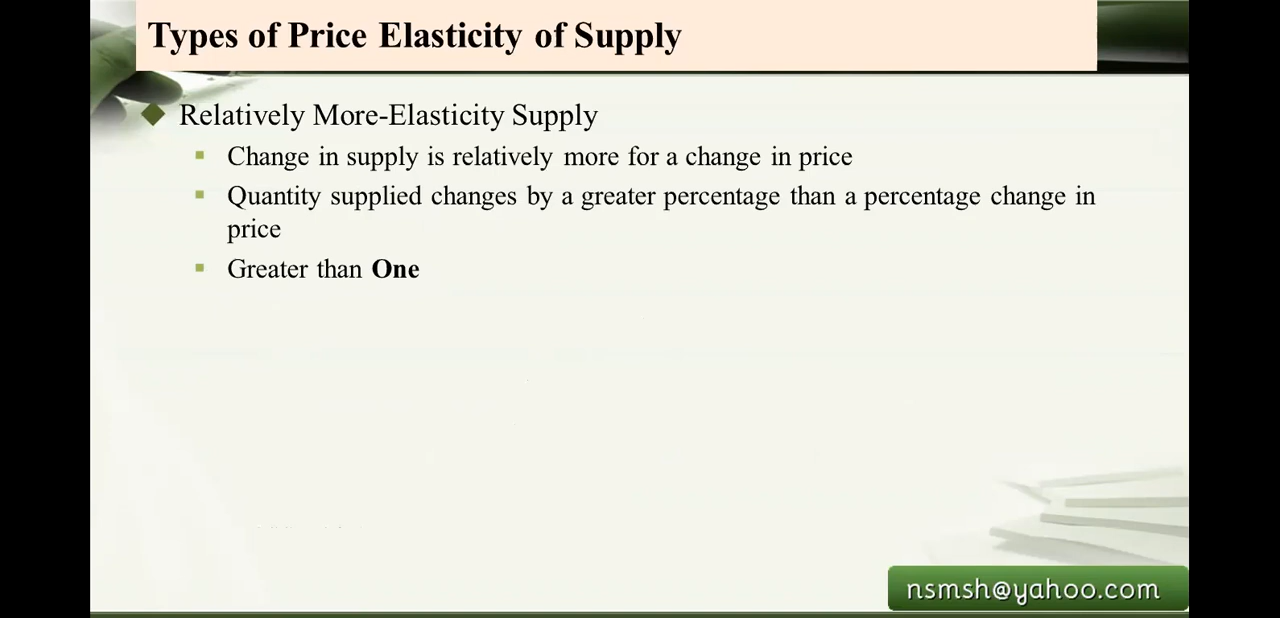 Types of Price Elasticity of Supply
Relatively More-Elasticity Supply
Change in supply is relatively more for a change in price
Quantity supplied changes by a greater percentage than a percentage change in
price
Greater than One
nsmsh@yahoo.com